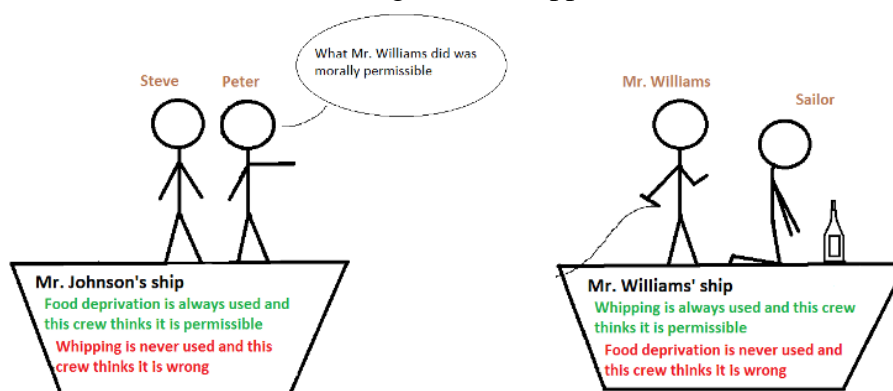 What Mr. Williams did was
morally permissible
Steve
Peter
Mr. Williams
Sailor
Mr. Johnson's ship
Food deprivation is always used and
this crew thinks it is permissible
Whipping is never used and this
crew thinks it is wrong
Mr. Williams' ship
Whipping is always used and this crew
thinks it is permissible
Food deprivation is never used and
this crew thinks it is wrong